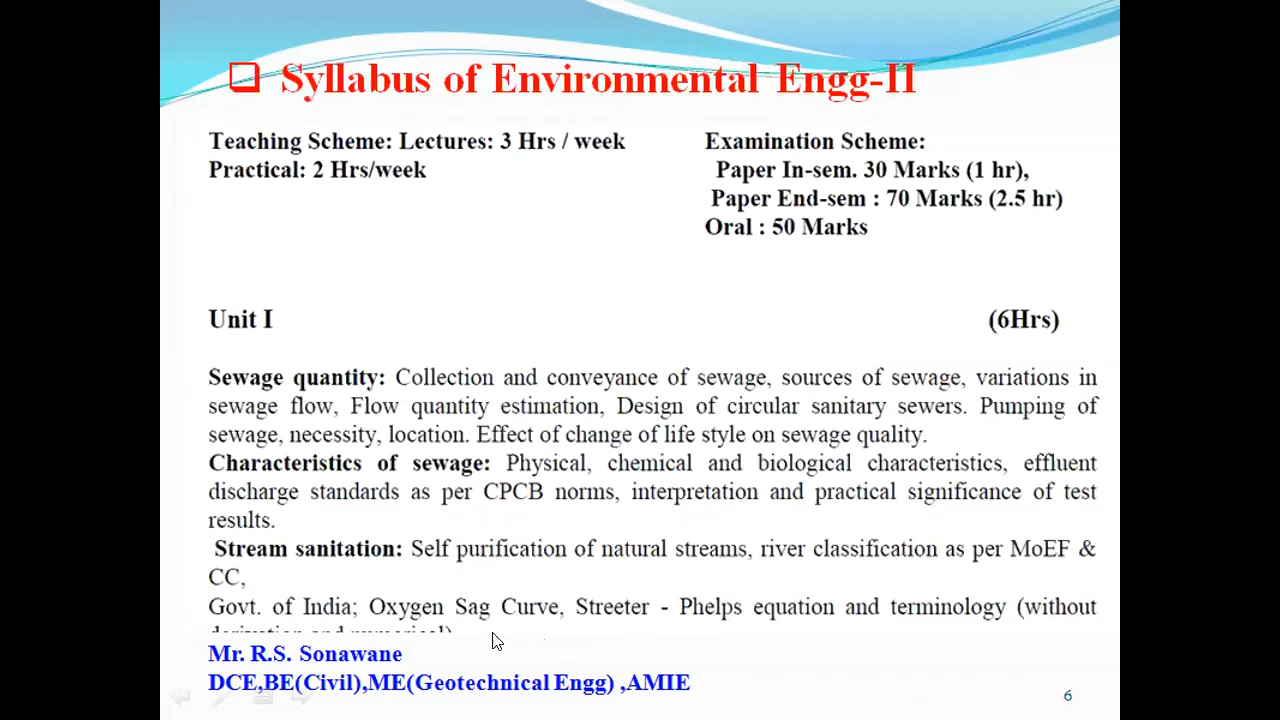 ❑ Syllabus of Environmental Engg-II
Teaching Scheme: Lectures: 3 Hrs / week
Practical: 2 Hrs/week
Examination Scheme:
Paper In-sem. 30 Marks (1 hr),
Paper End-sem : 70 Marks (2.5 hr)
Oral : 50 Marks
Unit I (6Hrs)
Sewage quantity: Collection and conveyance of sewage, sources of sewage, variations in
sewage flow, Flow quantity estimation, Design of circular sanitary sewers. Pumping of
sewage, necessity, location. Effect of change of life style on sewage quality.
Characteristics of sewage: Physical, chemical and biological characteristics, effluent
discharge standards as per CPCB norms, interpretation and practical significance of test
results.
Stream sanitation: Self purification of natural streams, river classification as per MoEF &
CC,
Govt. of India; Oxygen Sag Curve, Streeter - Phelps equation and terminology (without
derivation and numerical)
Mr. R.S. Sonawane
DCE,BE(Civil),ME(Geotechnical Engg) ,AMIE
6